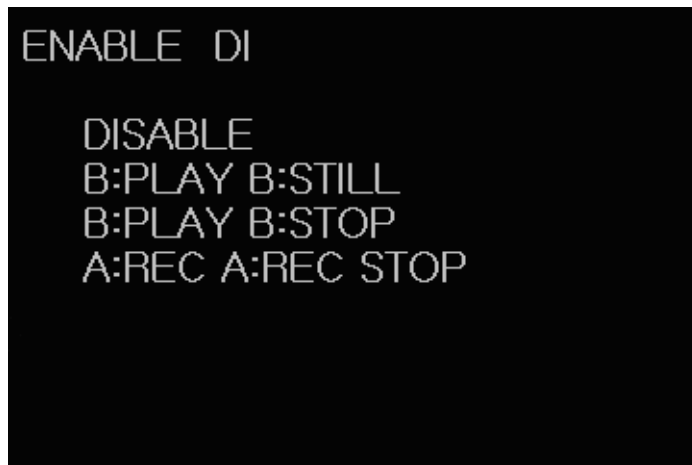 ENABLE DI
DISABLE
B:PLAY B:STILL
B:PLAY B:STOP
A:REC A:REC STOP